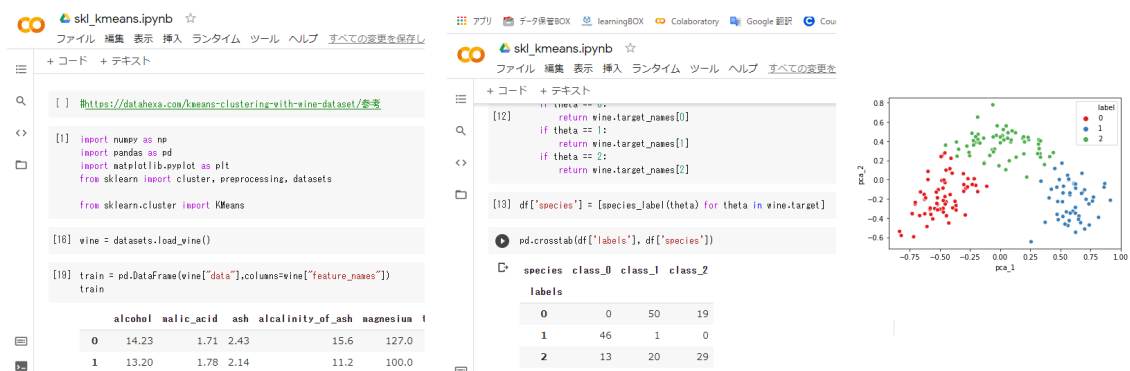 skl_kmeans.ipynb
ファイル 編集 表示 挿入 ランタイム ツール ヘルプ すべての変更を保存し
+ コード + テキスト
[ ] #https://datahexa.com/kmeans-clustering-with-wine-dataset/参考
[1] import numpy as np
import pandas as pd
import matplotlib.pyplot as plt
from sklearn import cluster, preprocessing, datasets
from sklearn.cluster import KMeans
[16] wine = datasets.load_wine()
[19] train = pd.DataFrame(wine["data"],columns=wine["feature_names"])
train
alcohol malic_acid ash alcalinity_of_ash magnesium
0 14.23 1.71 2.43 15.6 127.0
1 13.20 1.78 2.14 11.2 100.0
アプリ データ保管BOX learningBOX Colaboratory Google 翻訳 Cou
skl_kmeans.ipynb
ファイル 編集 表示 挿入 ランタイム ツール ヘルプ すべての変更を
+ コード + テキスト
if theta == 0:
[12] return wine.target_names[0]
if theta == 1:
return wine.target_names[1]
if theta == 2:
return wine.target_names[2]
[13] df['species'] = [species_label(theta) for theta in wine.target]
pd.crosstab(df['labels'], df['species'])
species class_0 class_1 class_2
labels
0 0 50 19
1 46 1 0
2 13 20 29
label
0
1
2
pca_2
0.8
0.6
0.4
0.2
0.0
−0.2
−0.4
−0.6
−0.75 −0.50 −0.25 0.00 0.25 0.50 0.75 1.00
pca_1